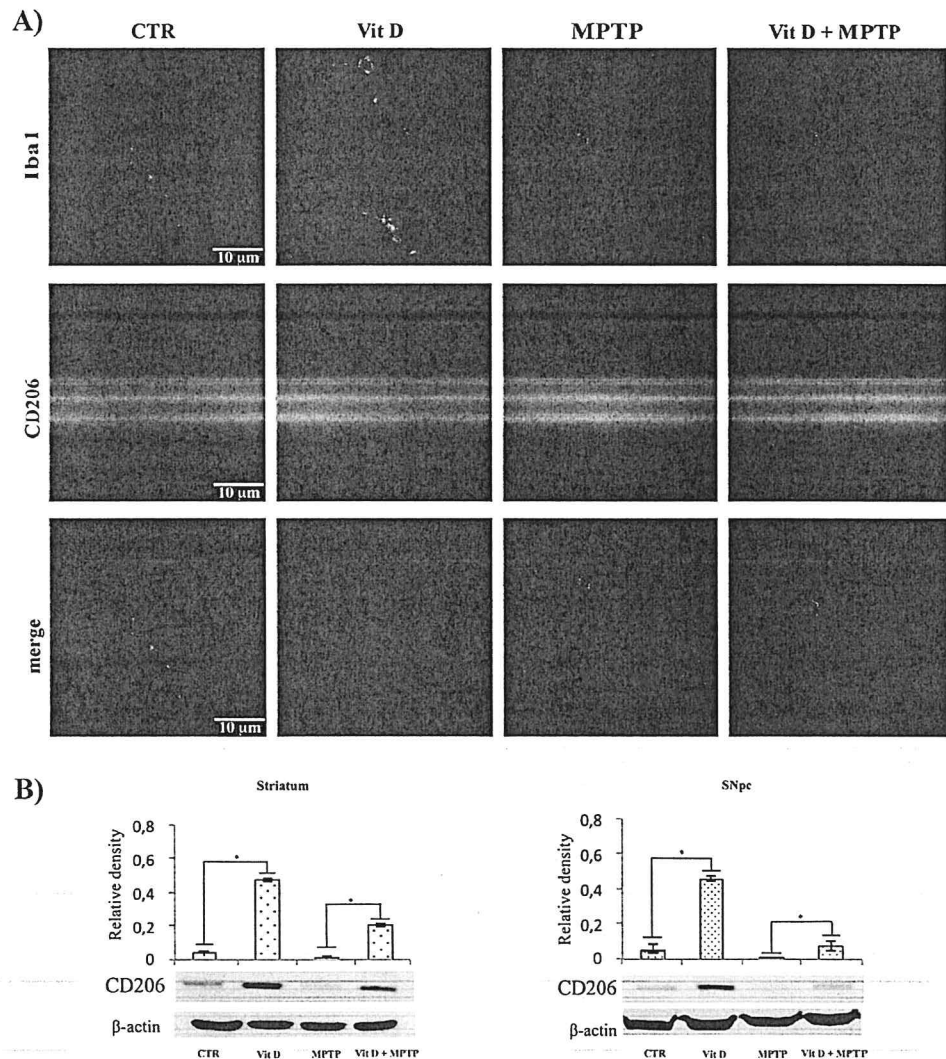 A)
CTR Vit D MPTP Vit D + MPTP
Iba1
10 µm
CD206
10 µm
merge
10 µm
B)
Striatum
Relative density
0,8
0,6
0,4
0,2
0
* *
CD206
β-actin
CTR Vit D MPTP Vit D + MPTP
SNpc
Relative density
0,8
0,6
0,4
0,2
0
* *
CD206
β-actin
CTR Vit D MPTP Vit D + MPTP